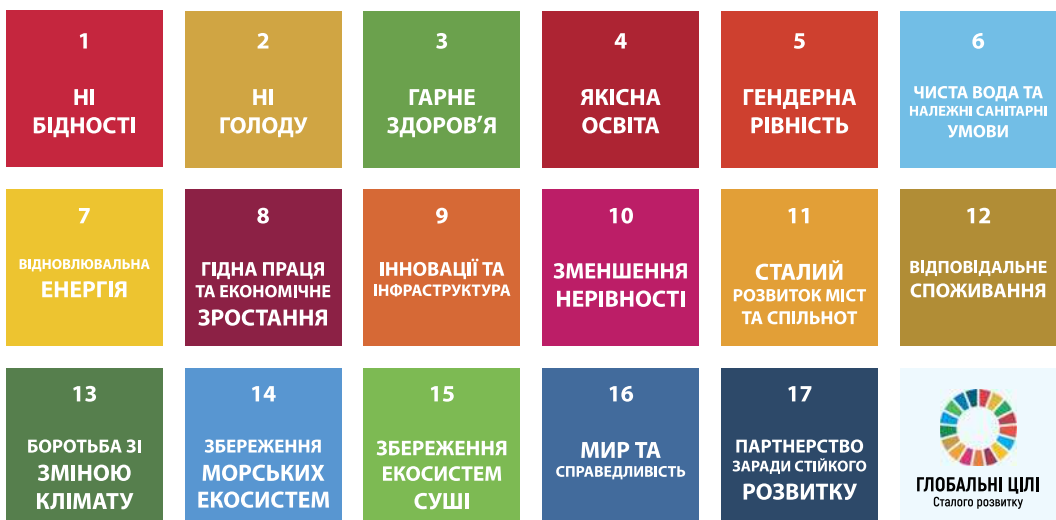 1
НІ
БІДНОСТІ
2
НІ
ГОЛОДУ
3
ГАРНЕ
ЗДОРОВ’Я
4
ЯКІСНА
ОСВІТА
5
ГЕНДЕРНА
РІВНІСТЬ
6
ЧИСТА ВОДА ТА
НАЛЕЖНІ САНІТАРНІ
УМОВИ
7
ВІДНОВЛЮВАЛЬНА
ЕНЕРГІЯ
8
ГІДНА ПРАЦЯ
ТА ЕКОНОМІЧНЕ
ЗРОСТАННЯ
9
ІННОВАЦІЇ ТА
ІНФРАСТРУКТУРА
10
ЗМЕНШЕННЯ
НЕРІВНОСТІ
11
СТАЛИЙ
РОЗВИТОК МІСТ
ТА СПІЛЬНОТ
12
ВІДПОВІДАЛЬНЕ
СПОЖИВАННЯ
13
БОРОТЬБА ЗІ
ЗМІНОЮ
КЛІМАТУ
14
ЗБЕРЕЖЕННЯ
МОРСЬКИХ
ЕКОСИСТЕМ
15
ЗБЕРЕЖЕННЯ
ЕКОСИСТЕМ
СУШІ
16
МИР ТА
СПРАВЕДЛИВІСТЬ
17
ПАРТНЕРСТВО
ЗАРАДИ СТІЙКОГО
РОЗВИТКУ
ГЛОБАЛЬНІ ЦІЛІ
Сталого розвитку